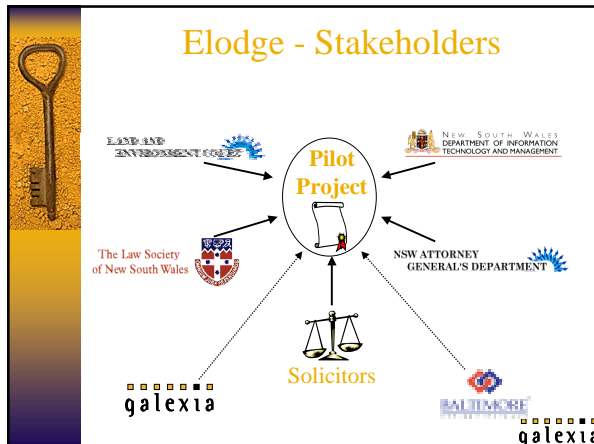 Elodge - Stakeholders
LAND AND
ENVIRONMENT COURT
NEW SOUTH WALES
DEPARTMENT OF INFORMATION
TECHNOLOGY AND MANAGEMENT
Pilot
Project
The Law Society
of New South Wales
NSW ATTORNEY
GENERAL'S DEPARTMENT
Solicitors
galexia
BALTIMORE
galexia